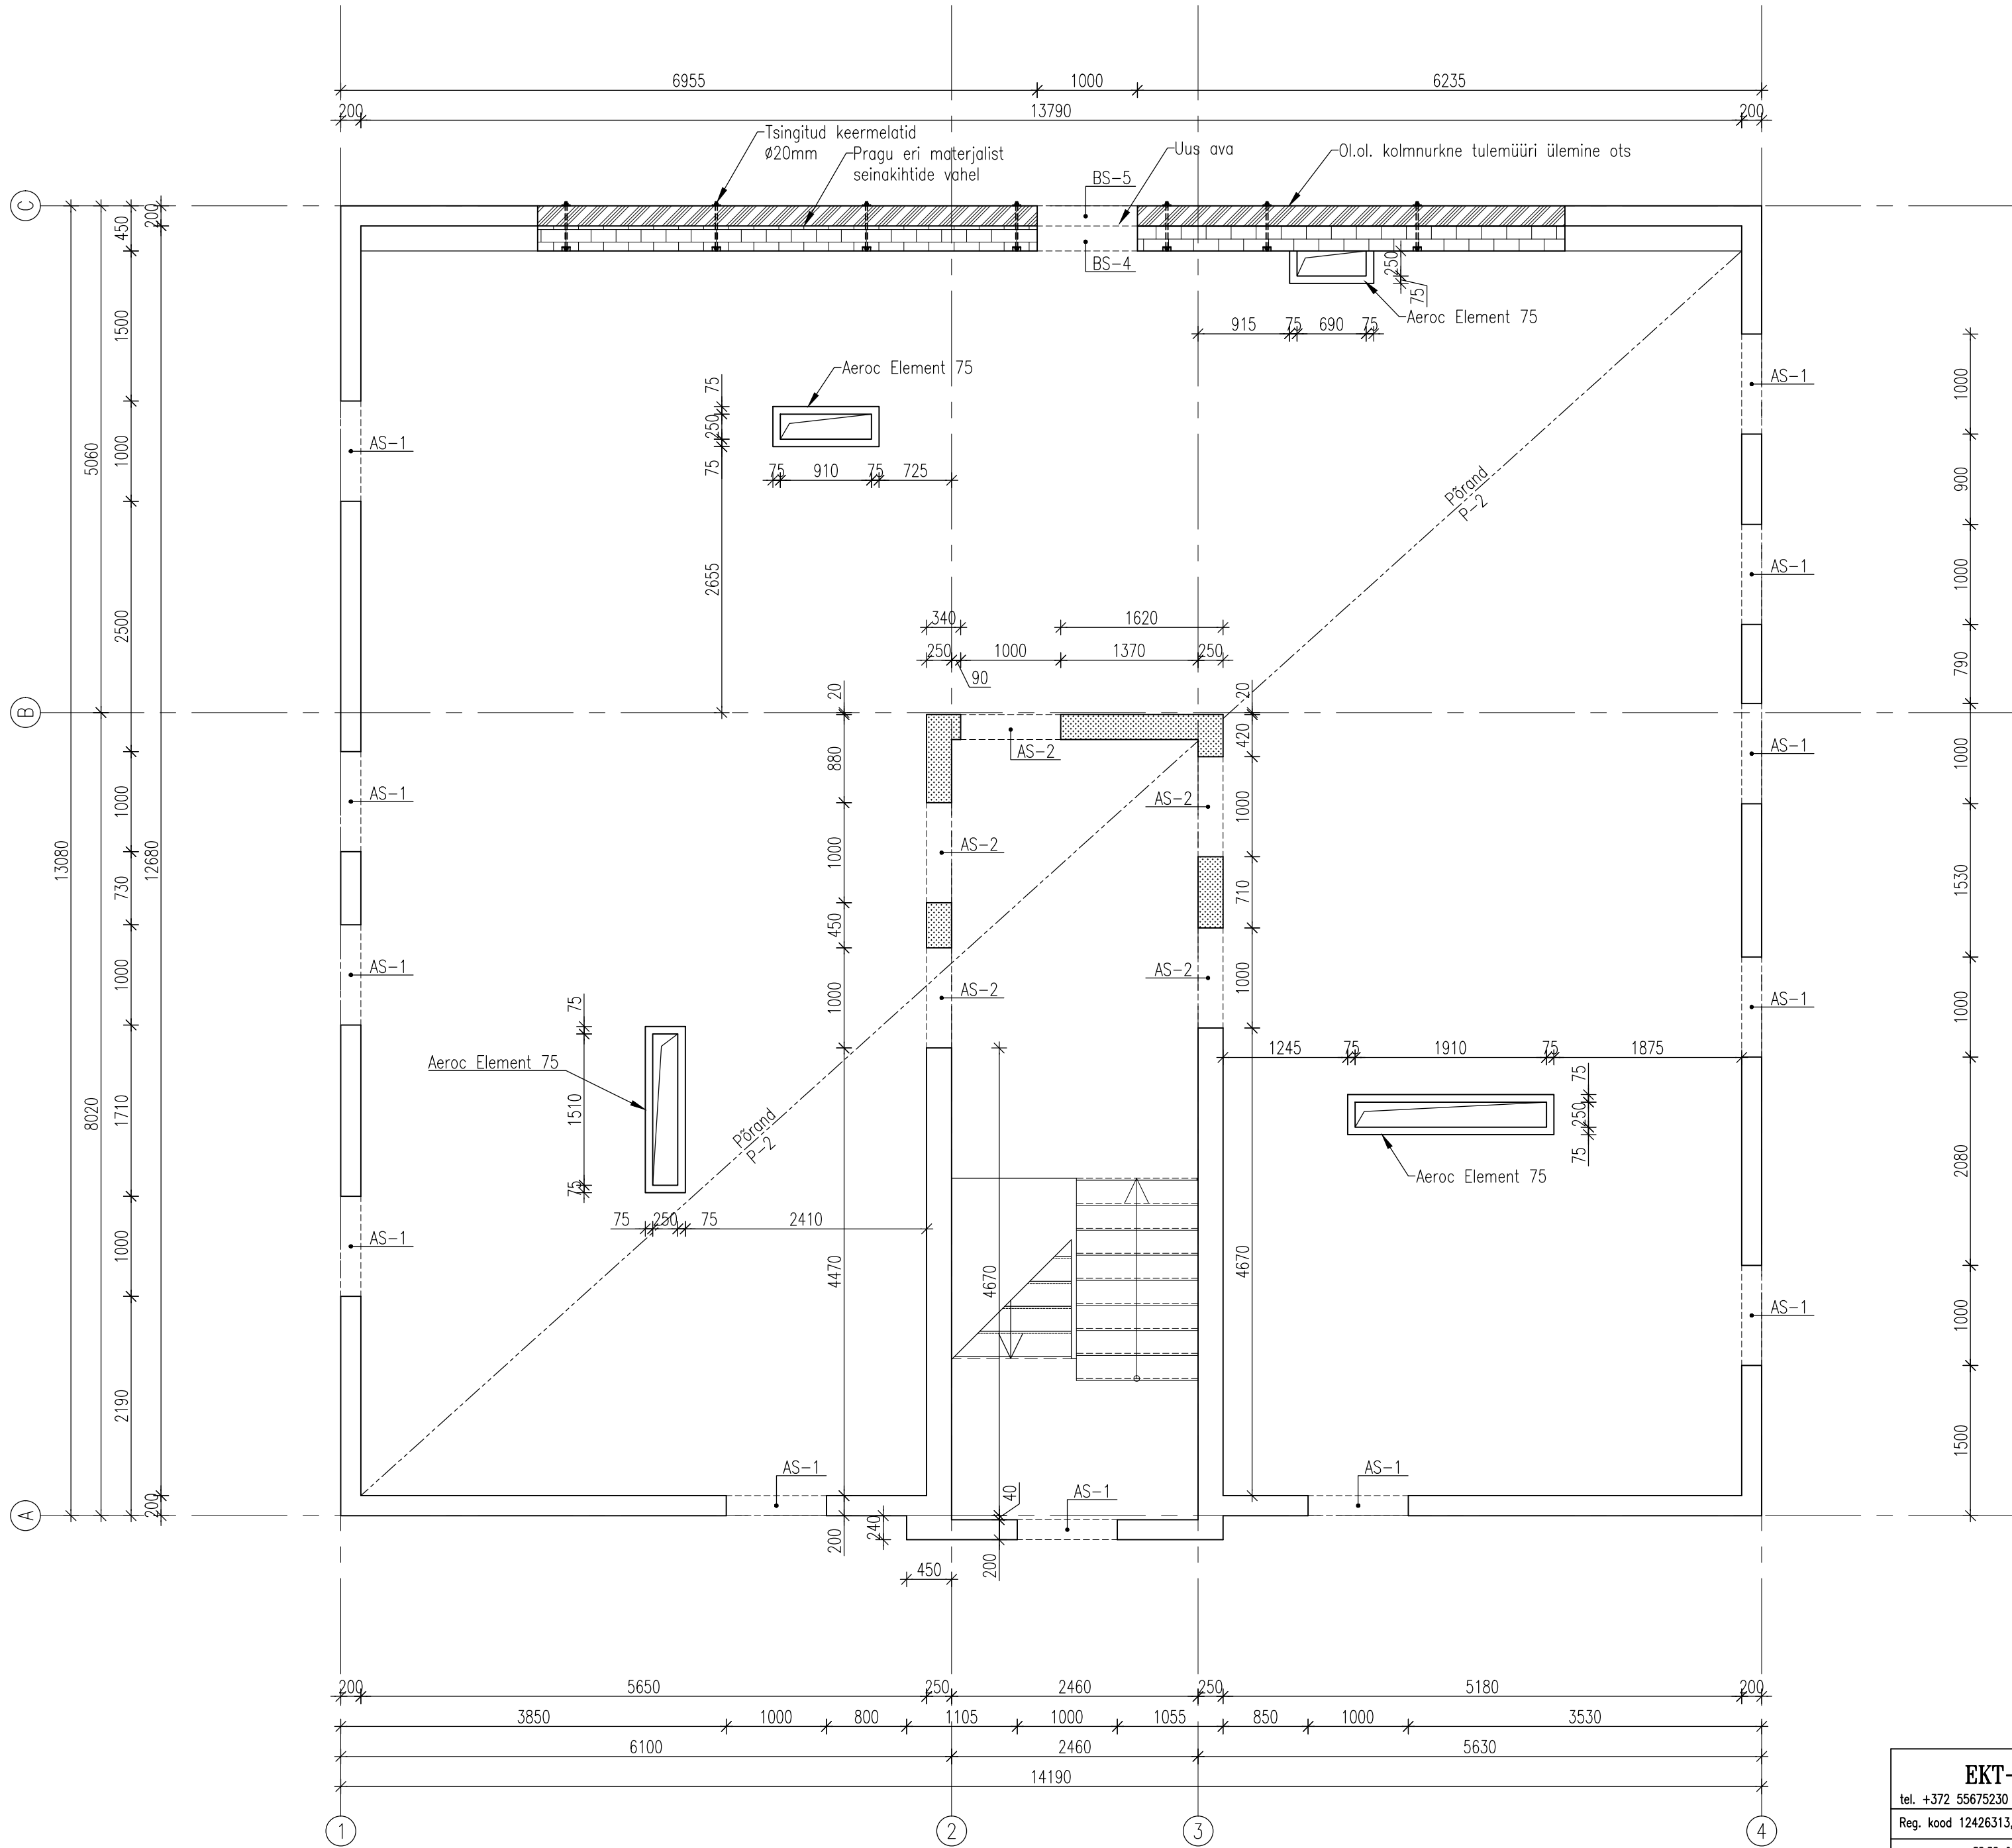 6955
1000
6235
200
13790
200
Tsingitud keermelatid
Ø20mm
Pragu eri materjalist
seinakihtide vahel
Uus ava
Ol.ol. kolmnurkne tulemüüri ülemine ots
BS-5
BS-4
C
450
200
250
75
Aeroc Element 75
915
75
690
75
1500
Aeroc Element 75
75
250
75
75
910
75
725
AS-1
1000
5060
2655
2500
Põrand
P-2
AS-1
1000
900
AS-1
1000
790
340
1620
250
1000
1370
250
90
B
20
20
880
420
AS-2
AS-1
1000
AS-1
1000
AS-2
1000
730
13080
12680
AS-2
1000
450
710
1530
AS-1
1000
AS-2
1000
AS-2
1000
AS-1
1000
75
1510
75
Aeroc Element 75
1245
75
1910
75
1875
75
250
75
Aeroc Element 75
8020
1710
Põrand
P-2
2080
75
250
75
2410
AS-1
1000
4470
4670
4670
AS-1
1000
2190
1500
AS-1
AS-1
AS-1
A
200
200
240
40
200
450
200
5650
250
2460
250
5180
200
3850
1000
800
1105
1000
1055
850
1000
3530
6100
2460
5630
14190
1
2
3
4
EKT-
tel. +372 55675230
Reg. kood 12426313,